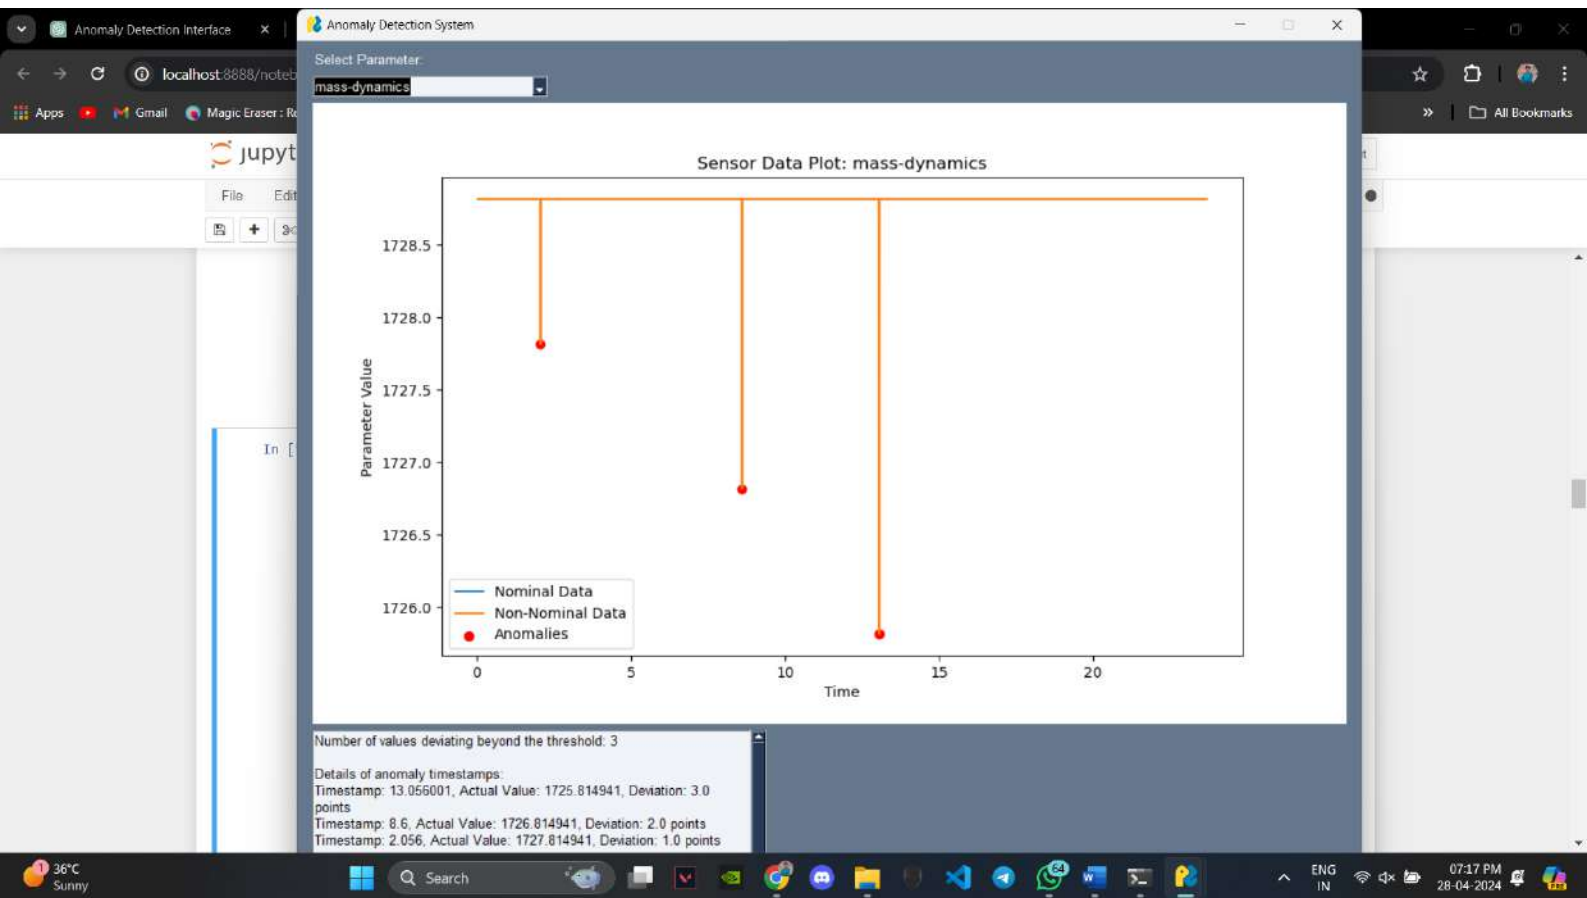 Anomaly Detection Interface
Anomaly Detection System
localhost:8888/noteb
Apps
Gmail
Magic Eraser : Re
All Bookmarks
Select Parameter:
mass-dynamics
jupyt
File Edit
In [
Sensor Data Plot: mass-dynamics
1728.5
1728.0
1727.5
1727.0
1726.5
1726.0
Parameter Value
Nominal Data
Non-Nominal Data
Anomalies
0 5 10 15 20
Time
Number of values deviating beyond the threshold: 3
Details of anomaly timestamps:
Timestamp: 13.056001, Actual Value: 1725.814941, Deviation: 3.0
points
Timestamp: 8.6, Actual Value: 1726.814941, Deviation: 2.0 points
Timestamp: 2.056, Actual Value: 1727.814941, Deviation: 1.0 points
1
36°C
Sunny
Search
64
ENG
IN
07:17 PM
28-04-2024
PRE